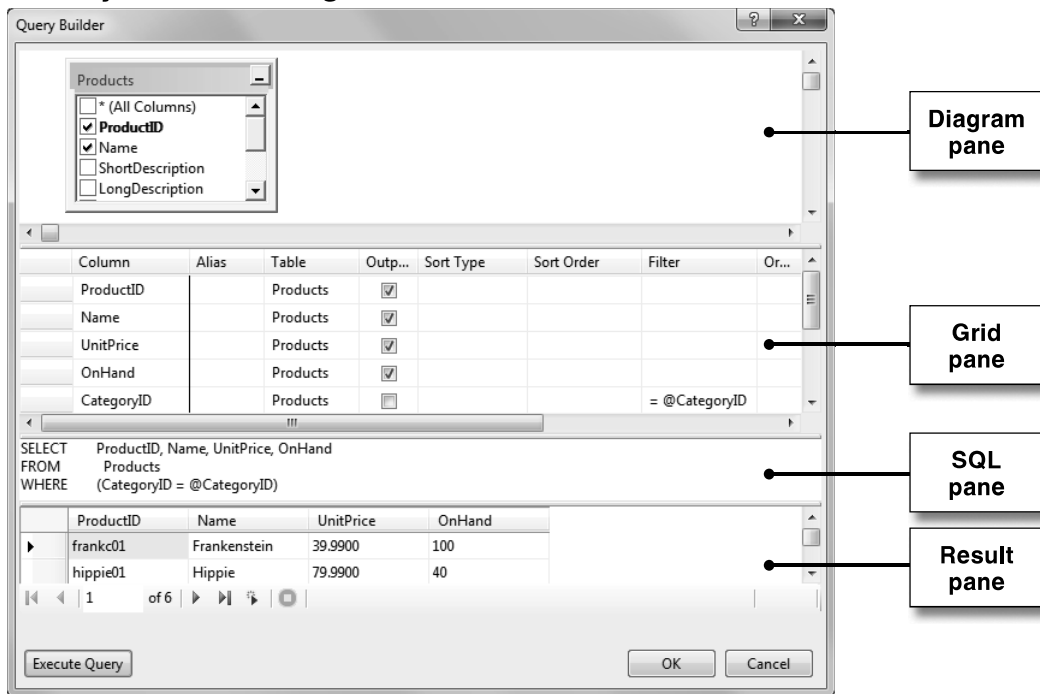 Query Builder
Products
* (All Columns)
ProductID
Name
ShortDescription
LongDescription
Diagram
pane
Column Alias Table Outp... Sort Type Sort Order Filter Or...
ProductID Products
Name Products
UnitPrice Products
OnHand Products
CategoryID Products = @CategoryID
Grid
pane
SELECT ProductID, Name, UnitPrice, OnHand
FROM Products
WHERE (CategoryID = @CategoryID)
SQL
pane
ProductID Name UnitPrice OnHand
frankc01 Frankenstein 39.9900 100
hippie01 Hippie 79.9900 40
Result
pane
1 of 6
Execute Query OK Cancel